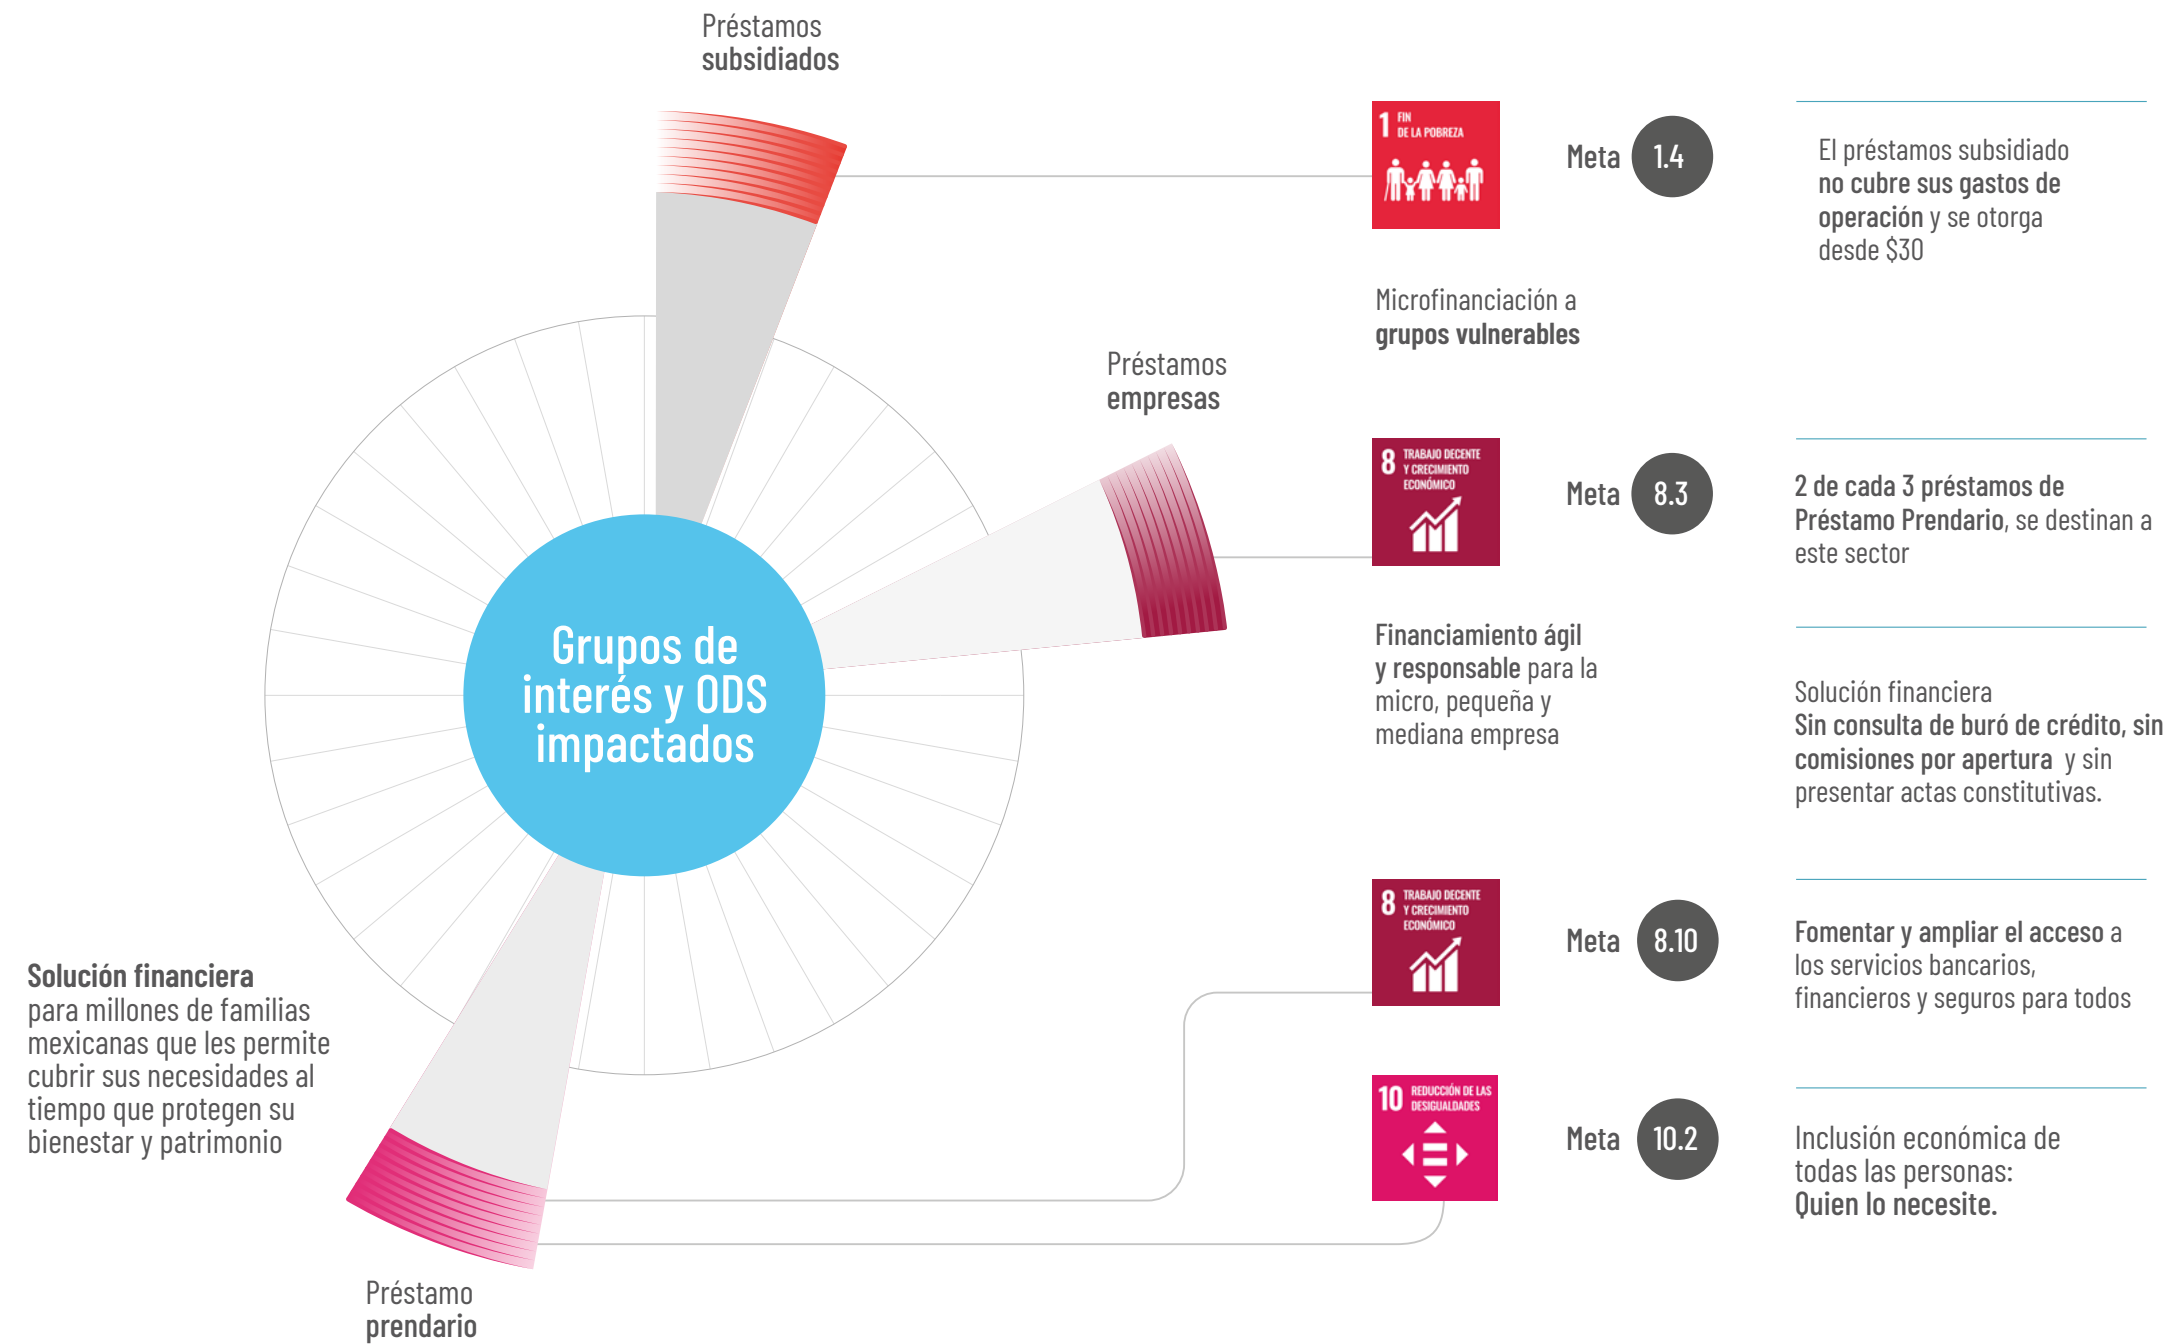 Préstamos
subsidiados
1 FIN
DE LA POBREZA
Meta 1.4
El préstamos subsidiado
no cubre sus gastos de
operación y se otorga
desde $30
Microfinanciación a
grupos vulnerables
Préstamos
empresas
8 TRABAJO DECENTE
Y CRECIMIENTO
ECONÓMICO
Meta 8.3
2 de cada 3 préstamos de
Préstamo Prendario, se destinan a
este sector
Financiamiento ágil
y responsable para la
micro, pequeña y
mediana empresa
Solución financiera
Sin consulta de buró de crédito, sin
comisiones por apertura y sin
presentar actas constitutivas.
Grupos de
interés y ODS
impactados
8 TRABAJO DECENTE
Y CRECIMIENTO
ECONÓMICO
Meta 8.10
Fomentar y ampliar el acceso a
los servicios bancarios,
financieros y seguros para todos
Solución financiera
para millones de familias
mexicanas que les permite
cubrir sus necesidades al
tiempo que protegen su
bienestar y patrimonio
10 REDUCCIÓN DE LAS
DESIGUALDADES
Meta 10.2
Inclusión económica de
todas las personas:
Quien lo necesite.
Préstamo
prendario